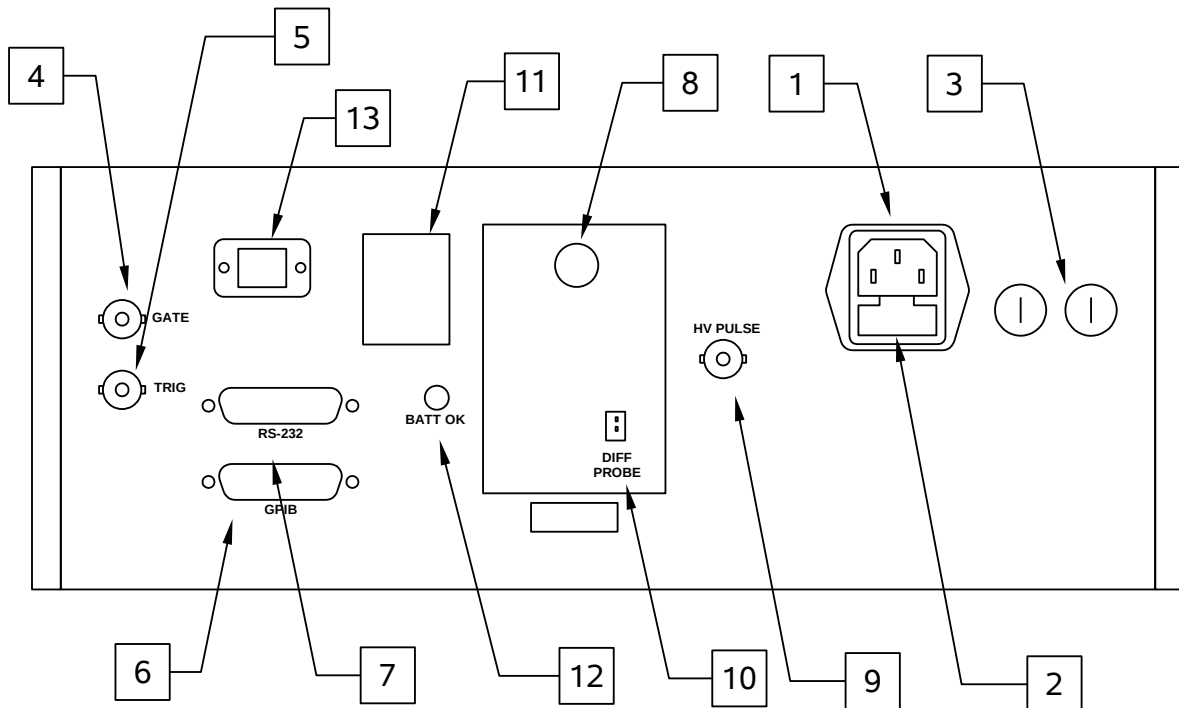 5
4
11
8
1
3
13
GATE
HV PULSE
TRIG
BATT OK
RS-232
DIFF
PROBE
GPIB
6
7
12
10
9
2